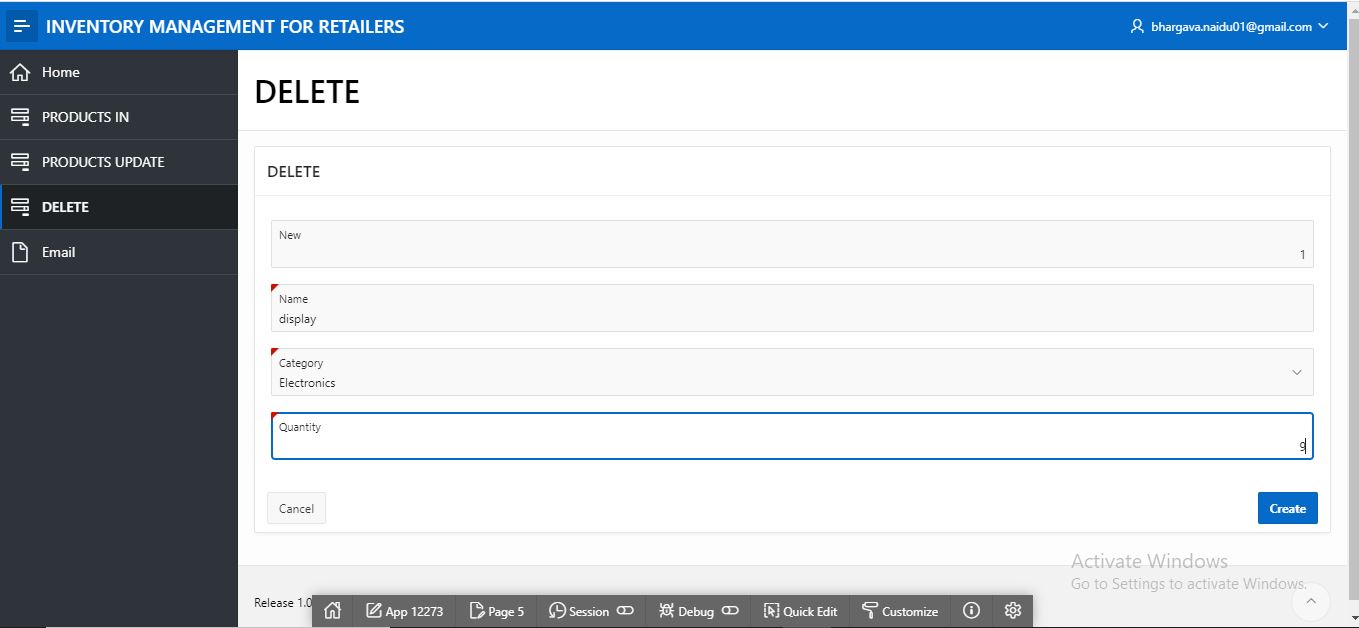 INVENTORY MANAGEMENT FOR RETAILERS
bhargava.naidu01@gmail.com
Home
PRODUCTS IN
PRODUCTS UPDATE
DELETE
Email
DELETE
DELETE
New
1
Name
display
Category
Electronics
Quantity
9
Cancel
Create
Activate Windows
Go to Settings to activate Windows.
Release 1.0
App 12273
Page 5
Session
Debug
Quick Edit
Customize